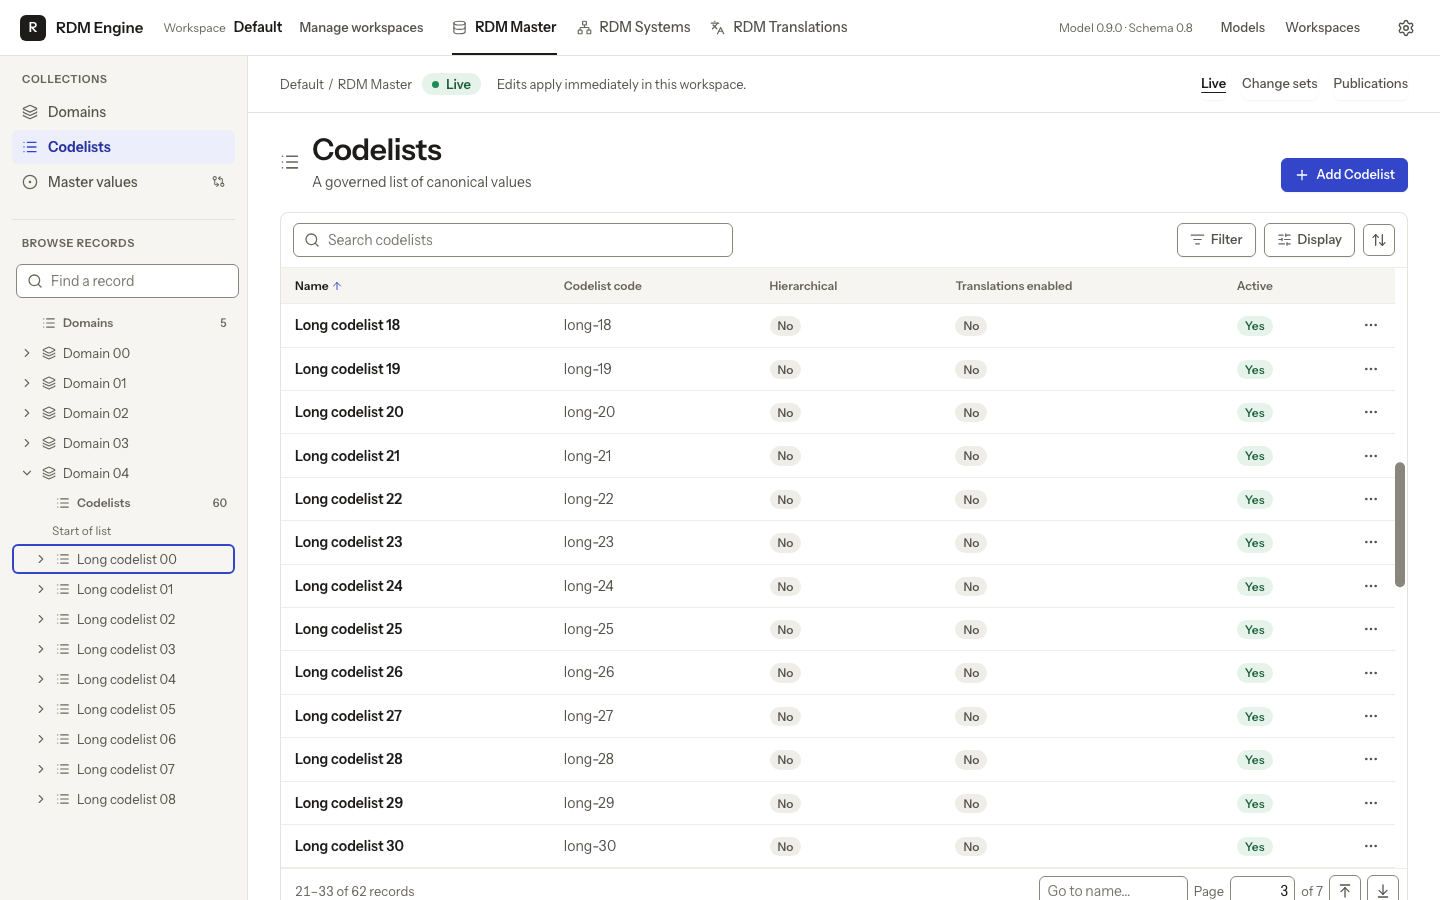 R RDM Engine Workspace Default Manage workspaces RDM Master RDM Systems RDM Translations Model 0.9.0 · Schema 0.8 Models Workspaces
COLLECTIONS
Domains
Codelists
Master values
BROWSE RECORDS
Find a record
Domains 5
Domain 00
Domain 01
Domain 02
Domain 03
Domain 04
Codelists 60
Start of list
Long codelist 00
Long codelist 01
Long codelist 02
Long codelist 03
Long codelist 04
Long codelist 05
Long codelist 06
Long codelist 07
Long codelist 08
Default / RDM Master Live Edits apply immediately in this workspace. Live Change sets Publications
Codelists
A governed list of canonical values
Add Codelist
Search codelists Filter Display
Name Codelist code Hierarchical Translations enabled Active
Long codelist 18 long-18 No No Yes
Long codelist 19 long-19 No No Yes
Long codelist 20 long-20 No No Yes
Long codelist 21 long-21 No No Yes
Long codelist 22 long-22 No No Yes
Long codelist 23 long-23 No No Yes
Long codelist 24 long-24 No No Yes
Long codelist 25 long-25 No No Yes
Long codelist 26 long-26 No No Yes
Long codelist 27 long-27 No No Yes
Long codelist 28 long-28 No No Yes
Long codelist 29 long-29 No No Yes
Long codelist 30 long-30 No No Yes
21–33 of 62 records Go to name... Page 3 of 7